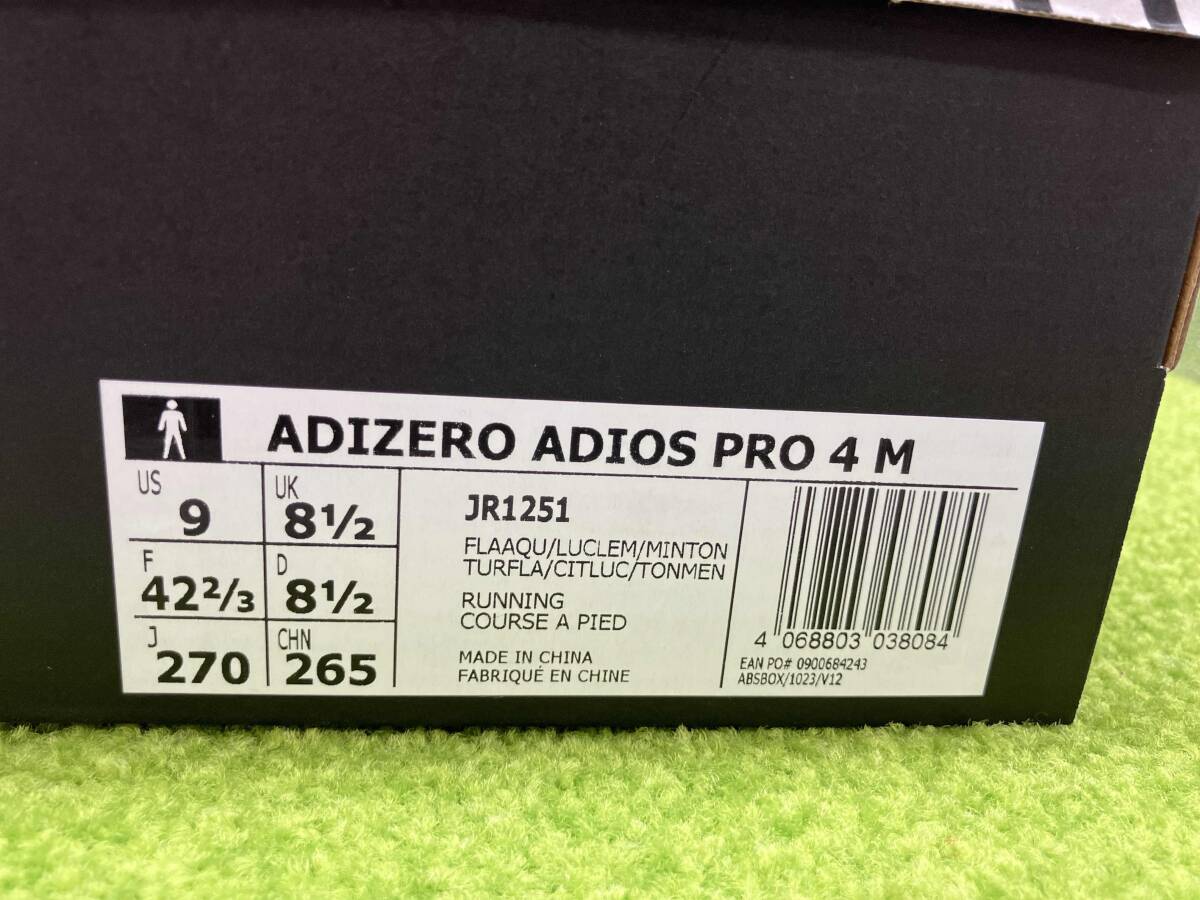 ADIZERO ADIOS PRO 4 M
US
9
UK
8½
F
42⅔
D
8½
J
270
CHN
265
JR1251
FLAAQU/LUCLEM/MINTON
TURFLA/CITLUC/TONMEN
RUNNING
COURSE A PIED
MADE IN CHINA
FABRIQUÉ EN CHINE
4 068803 038084
EAN PO# 0900684243
ABSBOX/1023/V12